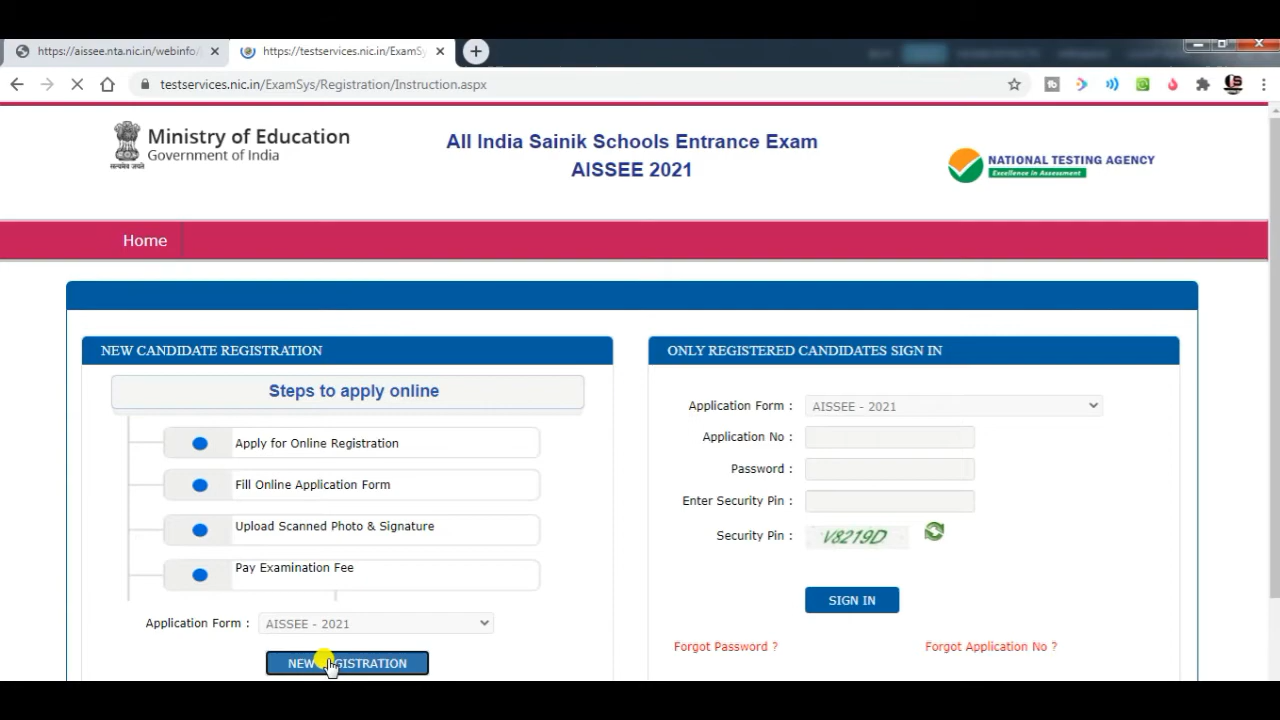 https://aissee.nta.nic.in/webinfo/
https://testservices.nic.in/ExamSy
testservices.nic.in/ExamSys/Registration/Instruction.aspx
Ministry of Education
Government of India
सत्यमेव जयते
All India Sainik Schools Entrance Exam
AISSEE 2021
NATIONAL TESTING AGENCY
Excellence in Assessment
Home
NEW CANDIDATE REGISTRATION
Steps to apply online
Apply for Online Registration
Fill Online Application Form
Upload Scanned Photo & Signature
Pay Examination Fee
Application Form : AISSEE - 2021
NEW REGISTRATION
ONLY REGISTERED CANDIDATES SIGN IN
Application Form : AISSEE - 2021
Application No :
Password :
Enter Security Pin :
Security Pin : V8219D
SIGN IN
Forgot Password ? Forgot Application No ?